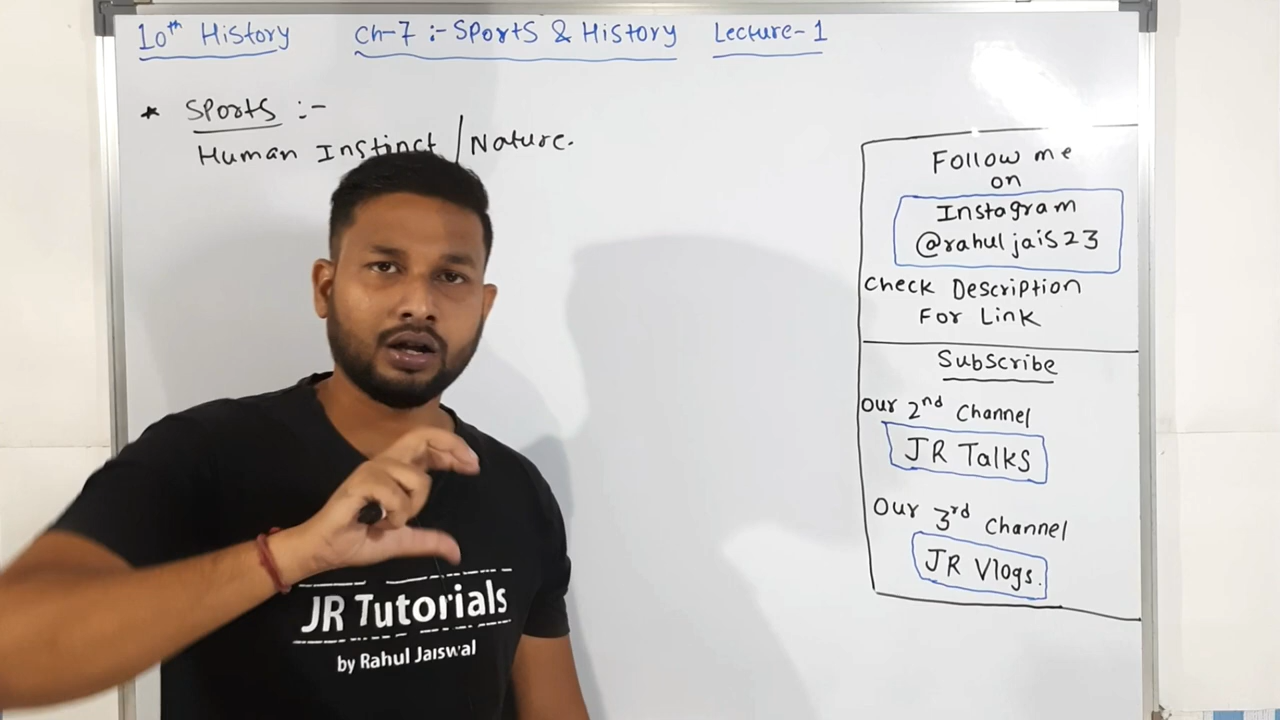 10th History Ch-7 :- Sports & History Lecture-1
* Sports :-
Human Instinct / Nature.
Follow me
on
Instagram
@rahuljais23
Check Description
For Link
Subscribe
Our 2nd Channel
JR Talks
Our 3rd Channel
JR Vlogs.
JR Tutorials
by Rahul Jaiswal